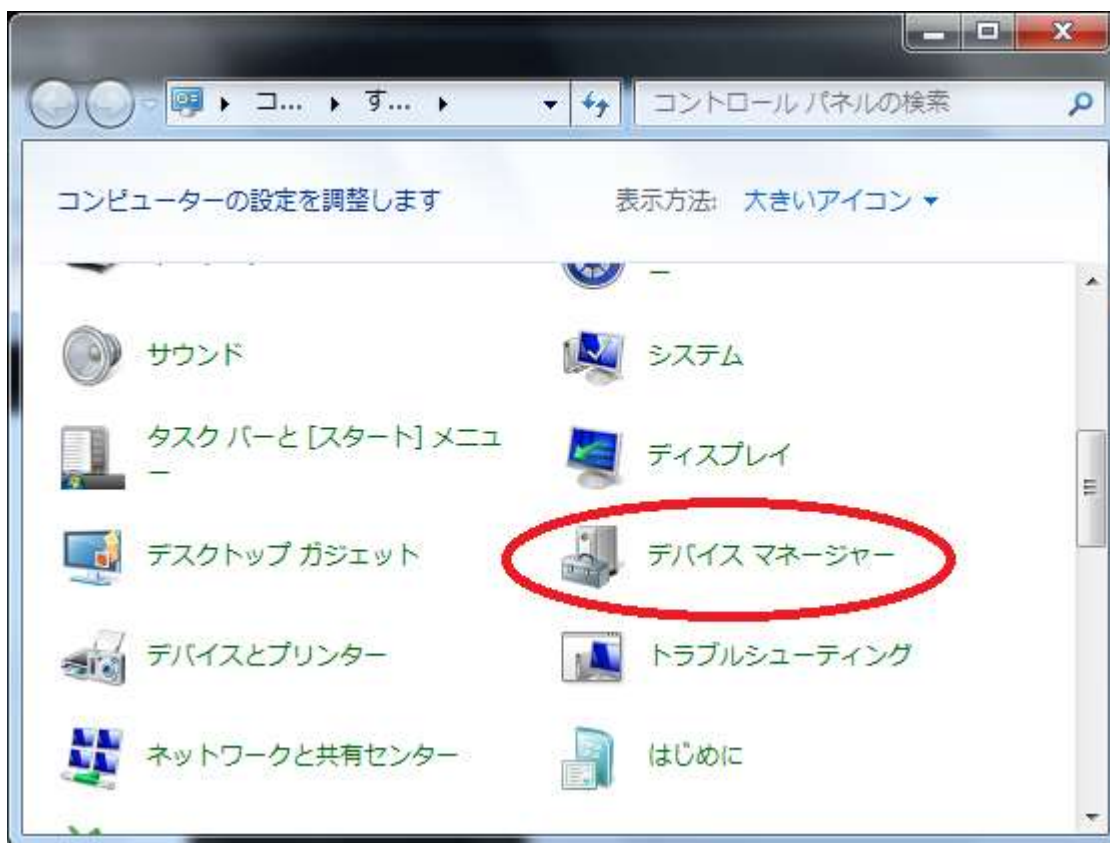 コ... す...
コントロール パネルの検索
コンピューターの設定を調整します
表示方法: 大きいアイコン
ー
サウンド
システム
タスク バーと [スタート] メニュ
ー
ディスプレイ
デスクトップ ガジェット
デバイス マネージャー
デバイスとプリンター
トラブルシューティング
ネットワークと共有センター
はじめに